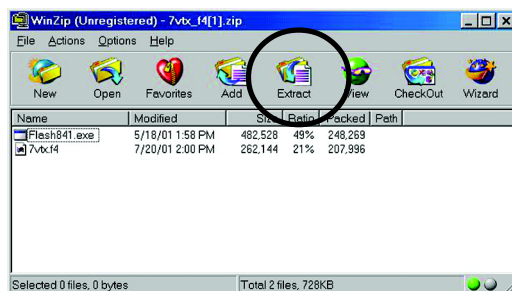 WinZip (Unregistered) - 7vtx_f4[1].zip
File Actions Options Help
New Open Favorites Add Extract View CheckOut Wizard
Name Modified Size Ratio Packed Path
Flash841.exe 5/18/01 1:58 PM 482,528 49% 248,269
7vtx.f4 7/20/01 2:00 PM 262,144 21% 207,996
Selected 0 files, 0 bytes Total 2 files, 728KB